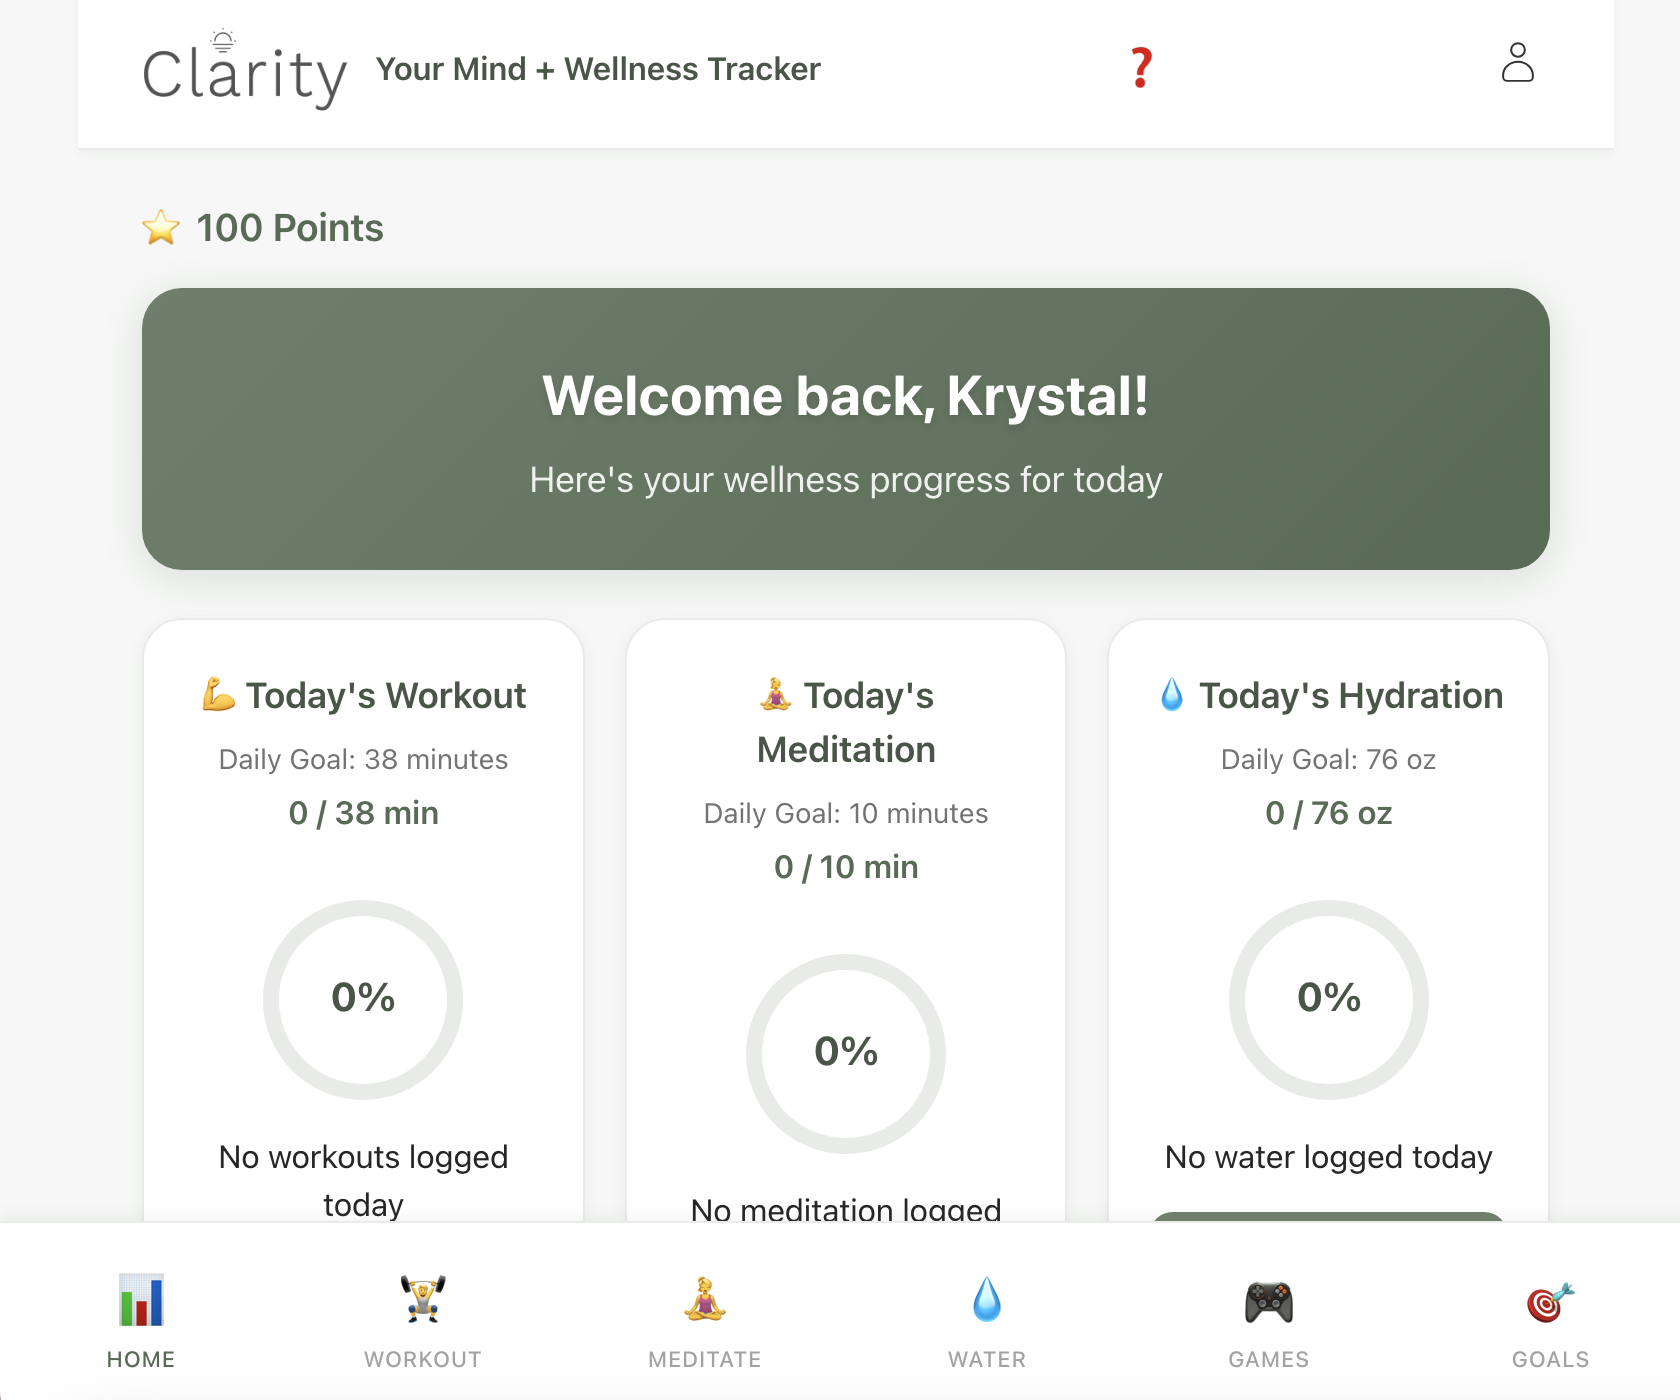 Clarity Your Mind + Wellness Tracker ❓
⭐ 100 Points
Welcome back, Krystal!
Here's your wellness progress for today
💪 Today's Workout
Daily Goal: 38 minutes
0 / 38 min
0%
No workouts logged
today
🧘‍♀️ Today's
Meditation
Daily Goal: 10 minutes
0 / 10 min
0%
No meditation logged
💧 Today's Hydration
Daily Goal: 76 oz
0 / 76 oz
0%
No water logged today
HOME
WORKOUT
MEDITATE
WATER
GAMES
GOALS